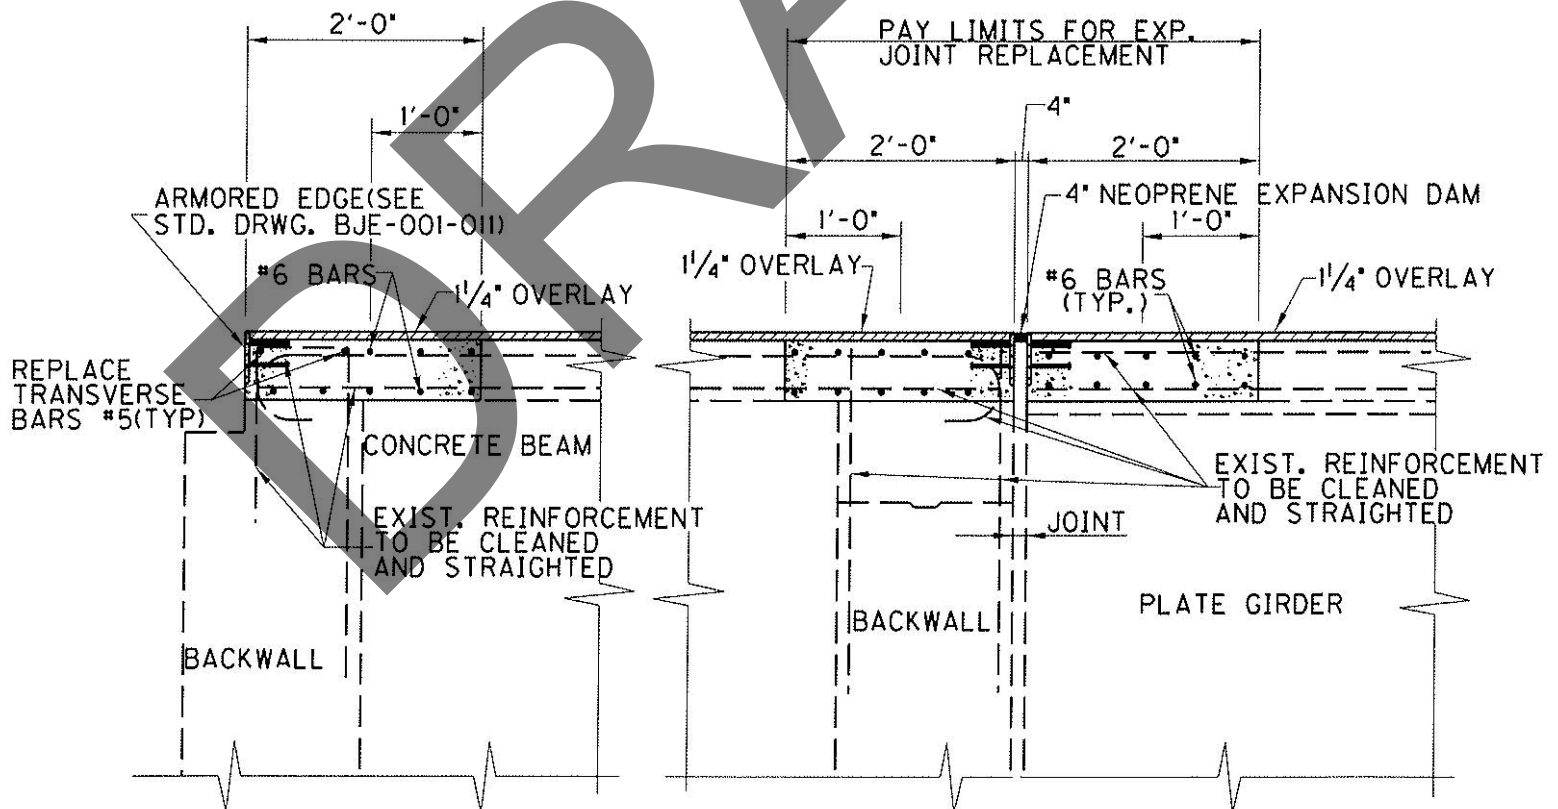 2'-0"
1'-0"
ARMORED EDGE(SEE
STD. DRWG. BJE-001-011)
#6 BARS
1 1/4" OVERLAY
REPLACE
TRANSVERSE
BARS #5(TYP)
CONCRETE BEAM
EXIST. REINFORCEMENT
TO BE CLEANED
AND STRAIGHTED
BACKWALL
PAY LIMITS FOR EXP.
JOINT REPLACEMENT
4"
2'-0"
2'-0"
4" NEOPRENE EXPANSION DAM
1'-0"
1'-0"
1 1/4" OVERLAY
#6 BARS
(TYP.)
1 1/4" OVERLAY
EXIST. REINFORCEMENT
TO BE CLEANED
AND STRAIGHTED
JOINT
BACKWALL
PLATE GIRDER
DRA